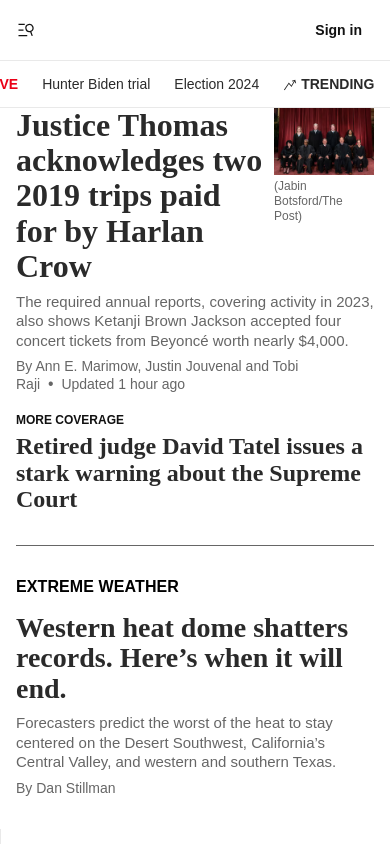 Sign in
VE Hunter Biden trial Election 2024 TRENDING
Justice Thomas
acknowledges two
2019 trips paid
for by Harlan
Crow
(Jabin
Botsford/The
Post)
The required annual reports, covering activity in 2023,
also shows Ketanji Brown Jackson accepted four
concert tickets from Beyoncé worth nearly $4,000.
By Ann E. Marimow, Justin Jouvenal and Tobi
Raji • Updated 1 hour ago
MORE COVERAGE
Retired judge David Tatel issues a
stark warning about the Supreme
Court
EXTREME WEATHER
Western heat dome shatters
records. Here’s when it will
end.
Forecasters predict the worst of the heat to stay
centered on the Desert Southwest, California’s
Central Valley, and western and southern Texas.
By Dan Stillman